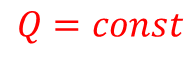 Q = const